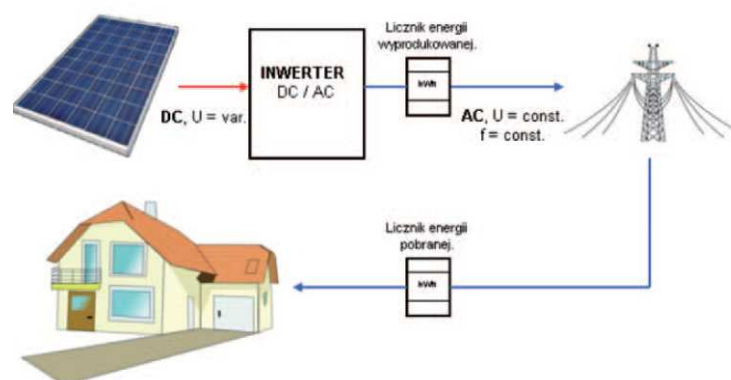 Licznik energii
wyprodukowanej.
INWERTER
DC / AC
kWh
DC, U = var.
AC, U = const.
f = const.
Licznik energii
pobranej.
kWh